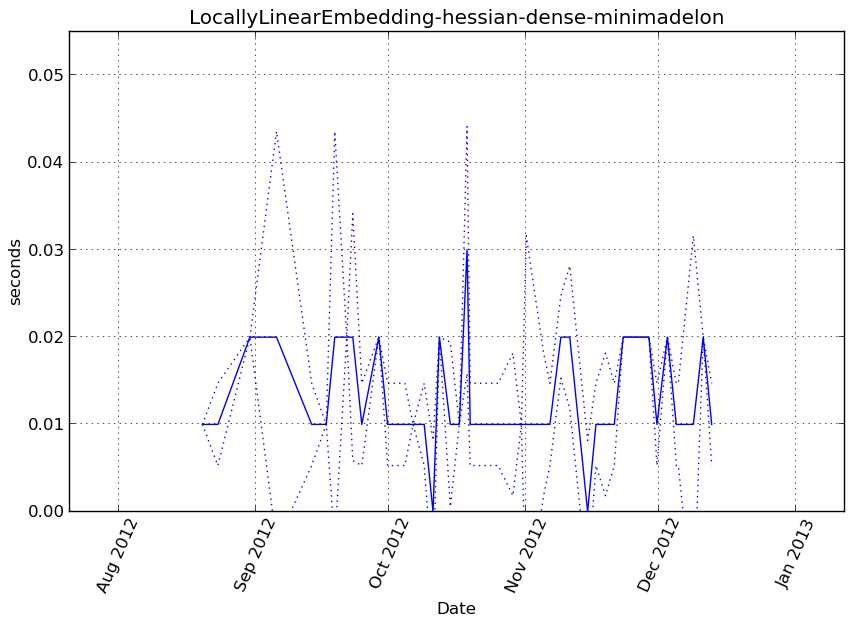 LocallyLinearEmbedding-hessian-dense-minimadelon
0.05
0.04
0.03
0.02
0.01
0.00
seconds
Aug 2012
Sep 2012
Oct 2012
Nov 2012
Dec 2012
Jan 2013
Date